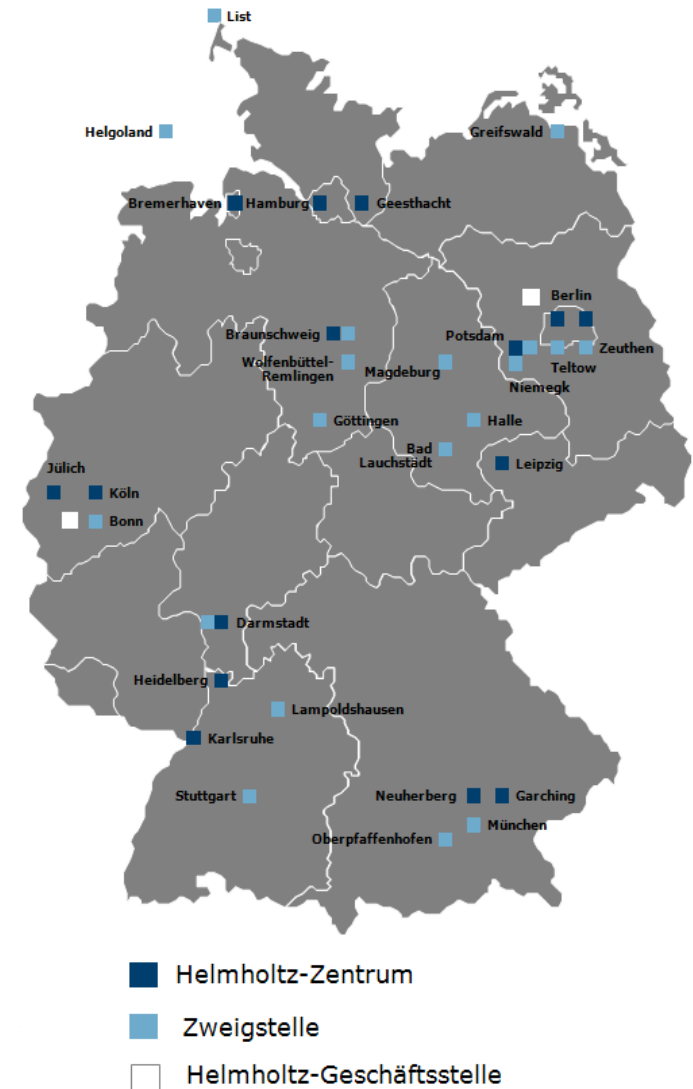 List
Helgoland
Greifswald
Bremerhaven
Hamburg
Geesthacht
Berlin
Braunschweig
Potsdam
Zeuthen
Wolfenbüttel-
Remlingen
Magdeburg
Teltow
Niemegk
Göttingen
Halle
Bad
Lauchstädt
Leipzig
Jülich
Köln
Bonn
Darmstadt
Heidelberg
Lampoldshausen
Karlsruhe
Stuttgart
Neuherberg
Garching
München
Oberpfaffenhofen
Helmholtz-Zentrum
Zweigstelle
Helmholtz-Geschäftsstelle